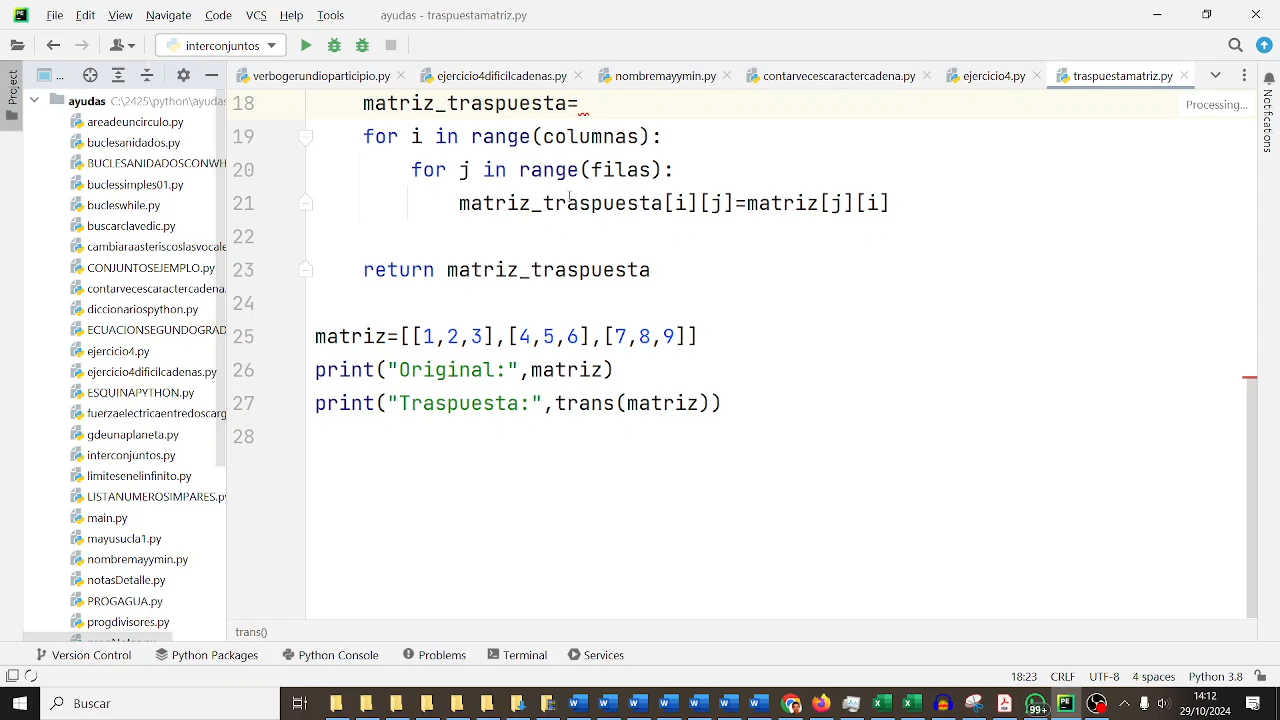 File Edit View Navigate Code VCS Help Tools ayudas - traspuestamatriz.py
interconjuntos
verbogerundioparticipio.py ejercicio4dificilcadenas.py nombremayymin.py contarvecescaractercadena.py ejercicio4.py traspuestamatriz.py
Project
ayudas C:\2425\python\ayudas
areadeuncirculo.py
buclesanidados.py
BUCLESANIDADOSCONWH
buclessimples01.py
bucleswhile.py
buscarclavedic.py
cambiaraasteriscoslasvocale
CONJUNTOSEJEMPLO.py
contarvecescaractercadena.
diccionariospython.py
ECUACIONSEGUNDOGRAD
ejercicio4.py
ejercicio4dificilcadenas.py
ESQUINAPYTHON.py
fuerzaelectricaentredoscarg
gdeunaplaneta.py
interconjuntos.py
limitesenelinfinito.py
LISTANUMEROSIMPARES.py
main.py
mayusucla1.py
nombremayymin.py
notasDetalle.py
PROGAGUA.py
progdivisores.py
18 matriz_traspuesta=
19 for i in range(columnas):
20 for j in range(filas):
21 matriz_traspuesta[i][j]=matriz[j][i]
22
23 return matriz_traspuesta
24
25 matriz=[[1,2,3],[4,5,6],[7,8,9]]
26 print("Original:",matriz)
27 print("Traspuesta:",trans(matriz))
28
Processing...
Notifications
trans()
Version Control Python Packages Python Console Problems Terminal Services
18:23 CRLF UTF-8 4 spaces Python 3.8
Buscar
99+
14:12
29/10/2024